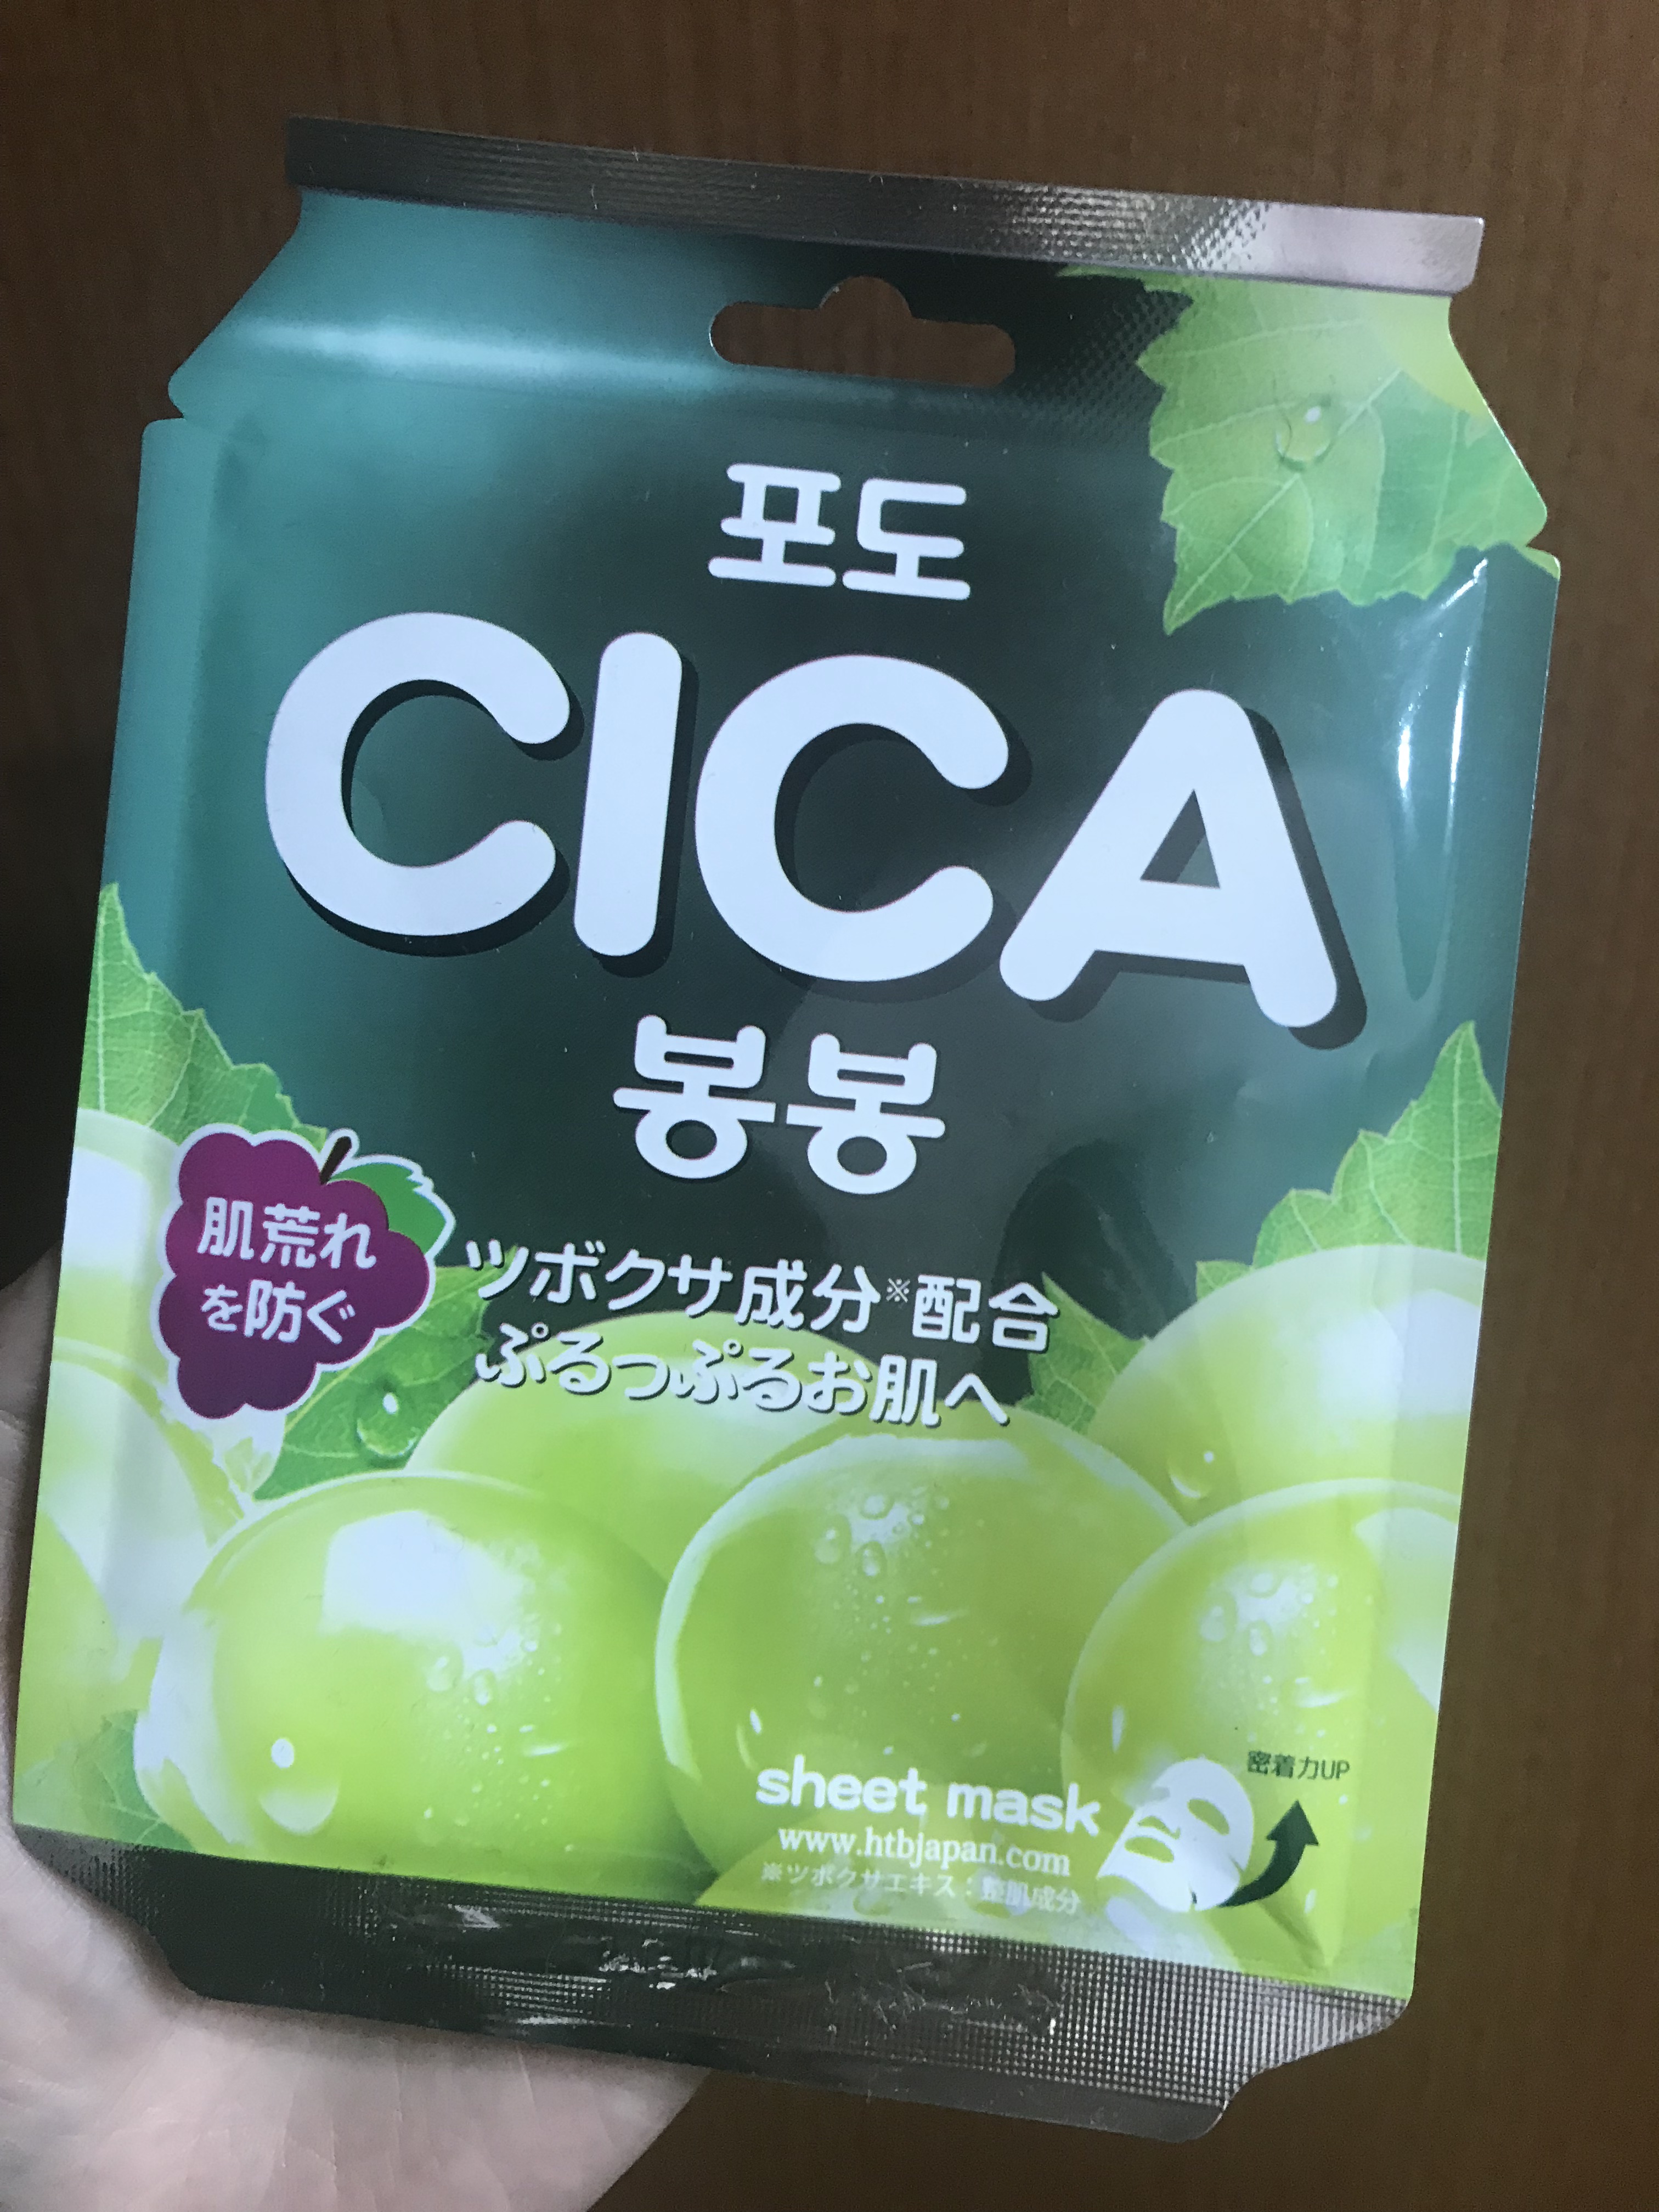 포도
CICA
봉봉
肌荒れ
を防ぐ
ツボクサ成分※配合
ぷるっぷるお肌へ
密着力UP
sheet mask
www.htbjapan.com
※ツボクサエキス：整肌成分